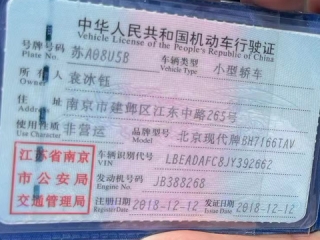 中华人民共和国机动车行驶证
Vehicle License of the People's Republic of China
号牌号码 苏A08U5B 车辆类型 小型轿车
Plate No. Vehicle Type
所有人 袁冰钰
Owner
住址 南京市建邺区江东中路265号
Address
使用性质 非营运 品牌型号 北京现代牌BH7166TAV
Use Character Model
江苏省南京
市公安局
交通管理局
车辆识别代号 LBEADAFC8JY392662
VIN
发动机号码 JB388268
Engine No.
注册日期 2018-12-12 发证日期 2018-12-12
Register Date Issue Date